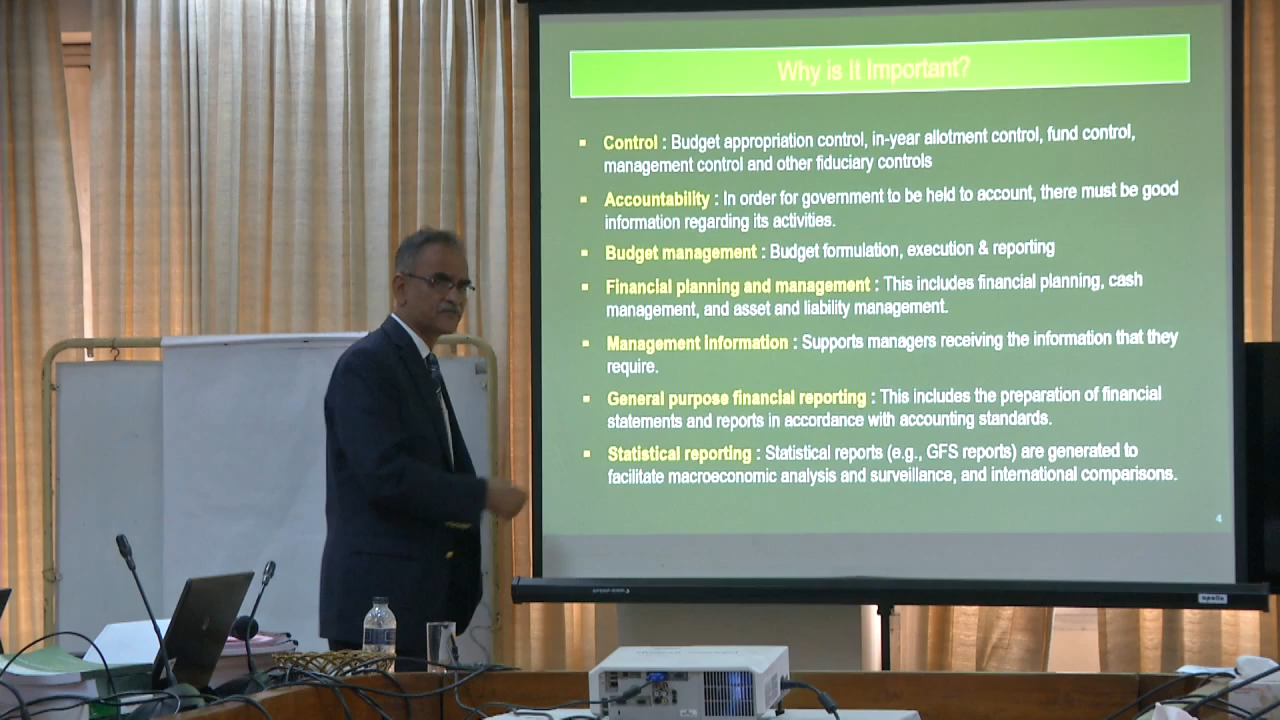 Why is It Important?
Control : Budget appropriation control, in-year allotment control, fund control,
management control and other fiduciary controls
Accountability : In order for government to be held to account, there must be good
information regarding its activities.
Budget management : Budget formulation, execution & reporting
Financial planning and management : This includes financial planning, cash
management, and asset and liability management.
Management information : Supports managers receiving the information that they
require.
General purpose financial reporting : This includes the preparation of financial
statements and reports in accordance with accounting standards.
Statistical reporting : Statistical reports (e.g., GFS reports) are generated to
facilitate macroeconomic analysis and surveillance, and international comparisons.
4
apollo